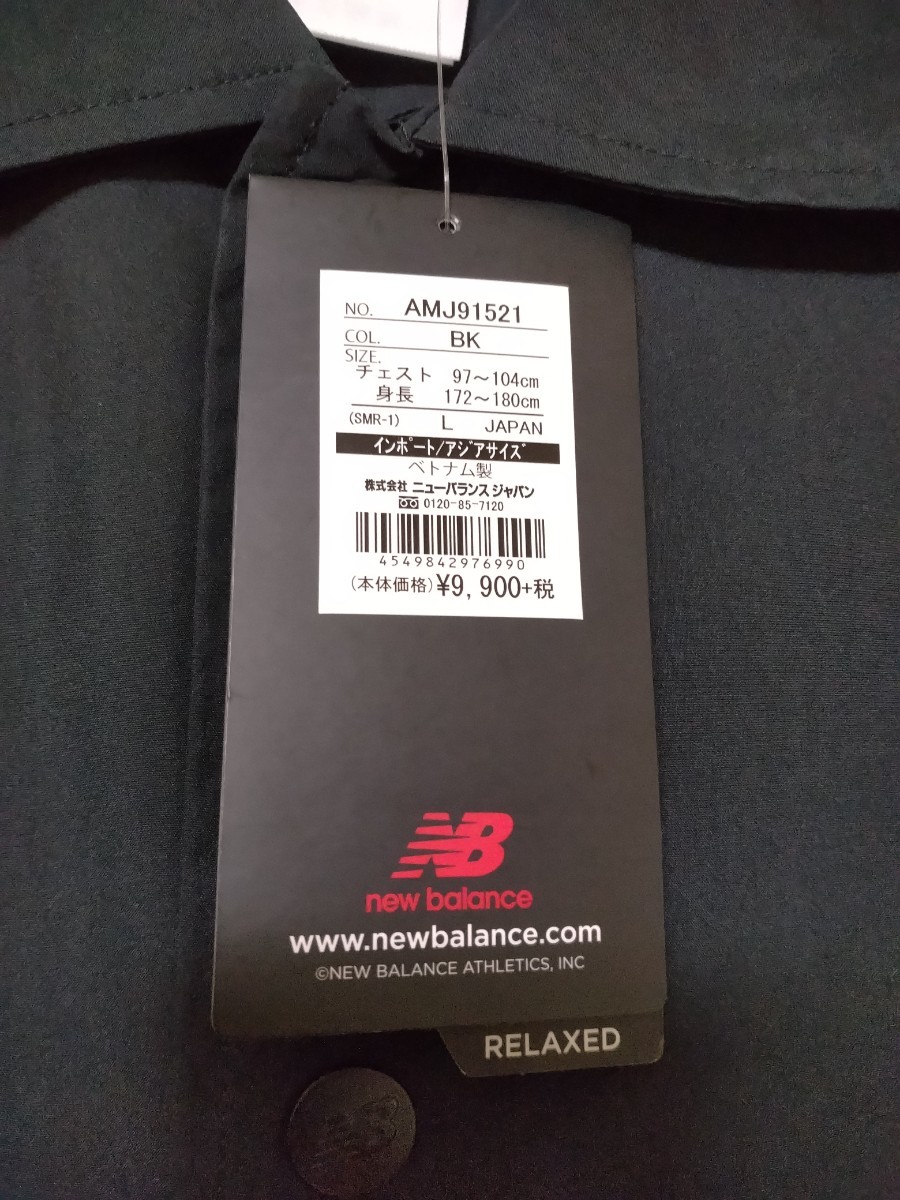 NO. AMJ91521
COL. BK
SIZE.
チェスト 97～104cm
身長 172～180cm
(SMR-1) L JAPAN
インポート/アジアサイズ
ベトナム製
株式会社 ニューバランス ジャパン
0120-85-7120
4549842976990
(本体価格)¥9,900+税
NB
new balance
www.newbalance.com
©NEW BALANCE ATHLETICS, INC
RELAXED
NB